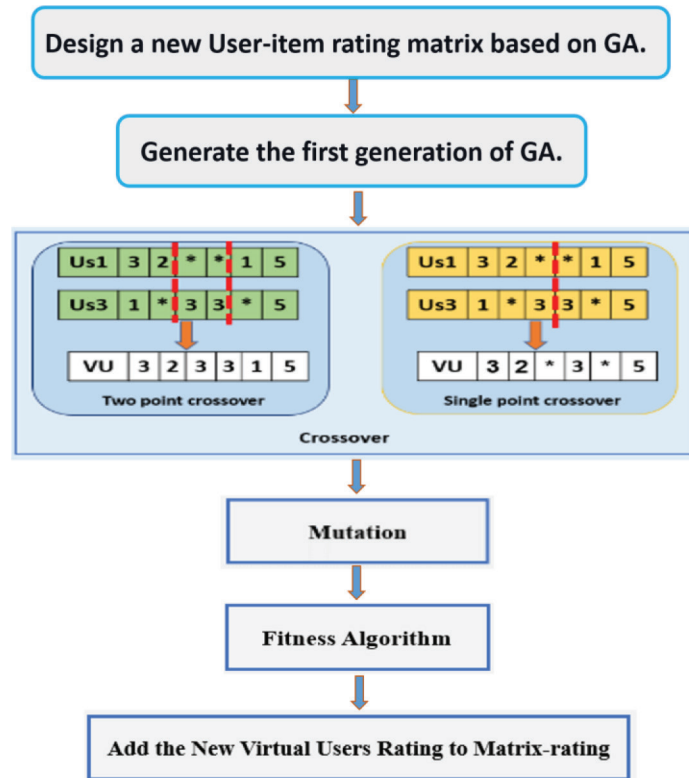 Design a new User-item rating matrix based on GA.
Generate the first generation of GA.
Us1 3 2 * * 1 5
Us3 1 * 3 3 * 5
VU 3 2 3 3 1 5
Two point crossover
Us1 3 2 * * 1 5
Us3 1 * 3 3 * 5
VU 3 2 * 3 * 5
Single point crossover
Crossover
Mutation
Fitness Algorithm
Add the New Virtual Users Rating to Matrix-rating